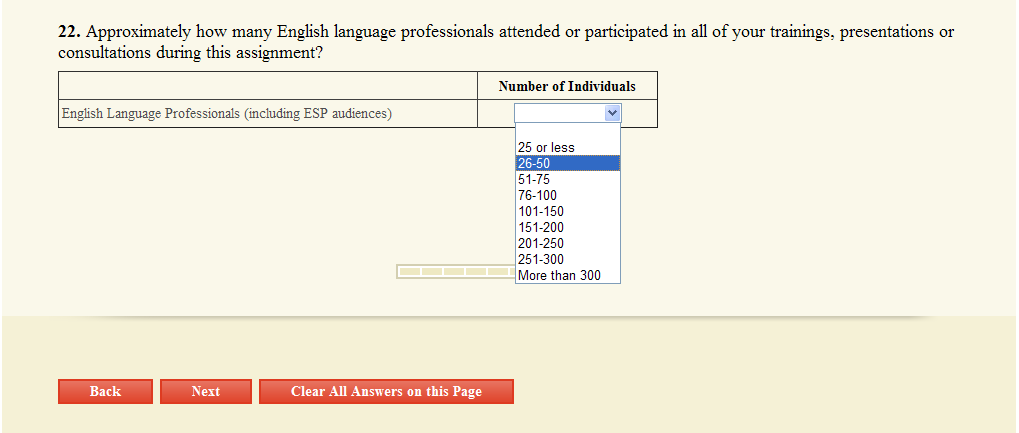 22. Approximately how many English language professionals attended or participated in all of your trainings, presentations or
consultations during this assignment?
Number of Individuals
English Language Professionals (including ESP audiences)
25 or less
26-50
51-75
76-100
101-150
151-200
201-250
251-300
More than 300
Back
Next
Clear All Answers on this Page